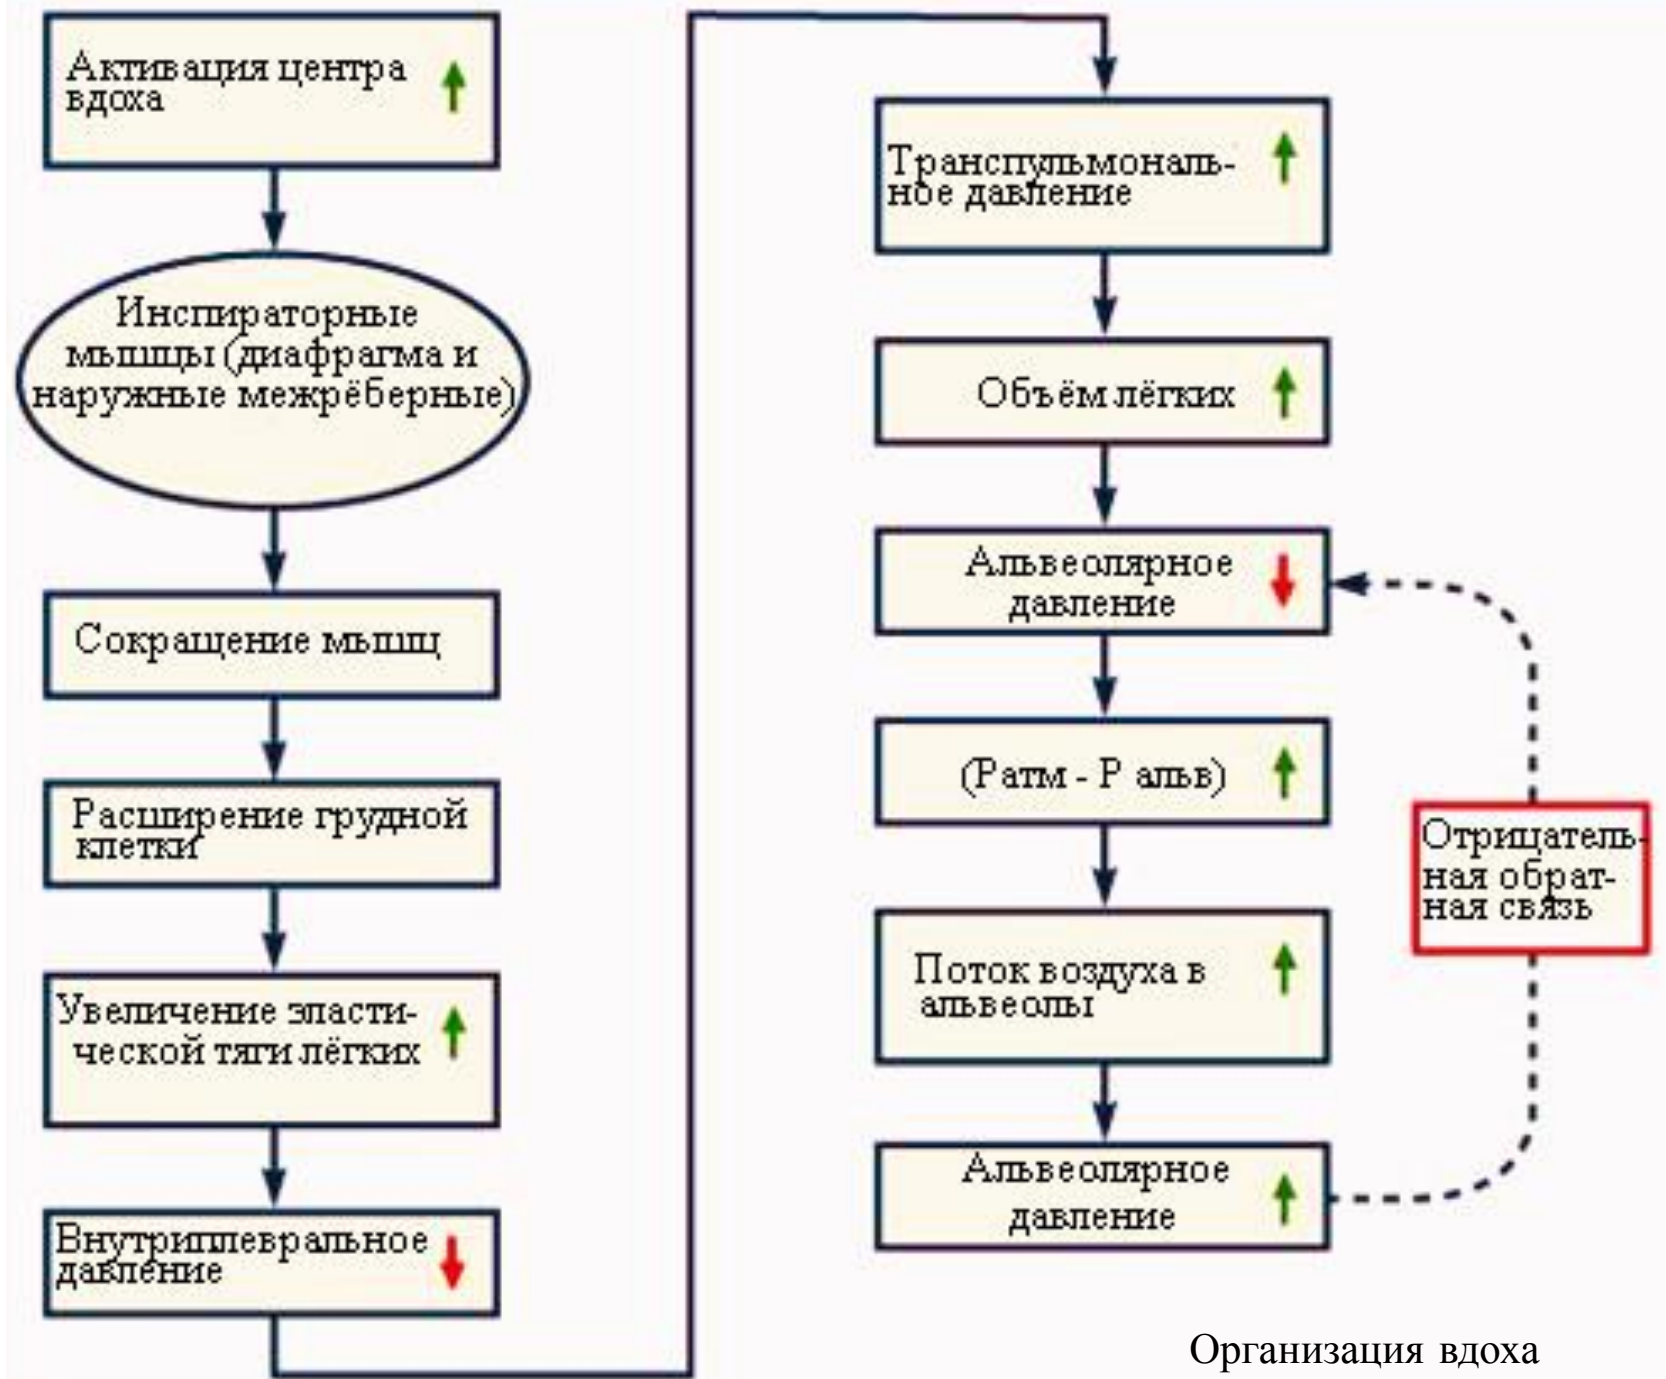 Активация центра
вдоха
Инспираторные
мышцы (диафрагма и
наружные межрёберные)
Сокращение мышц
Расширение грудной
клетки
Увеличение эласти-
ческой тяги лёгких
Внутриплевральное
давление
Транспульмональ-
ное давление
Объём лёгких
Альвеолярное
давление
(Ратм - Р альв)
Поток воздуха в
альвеолы
Альвеолярное
давление
Отрицатель-
ная обрат-
ная связь
Организация вдоха